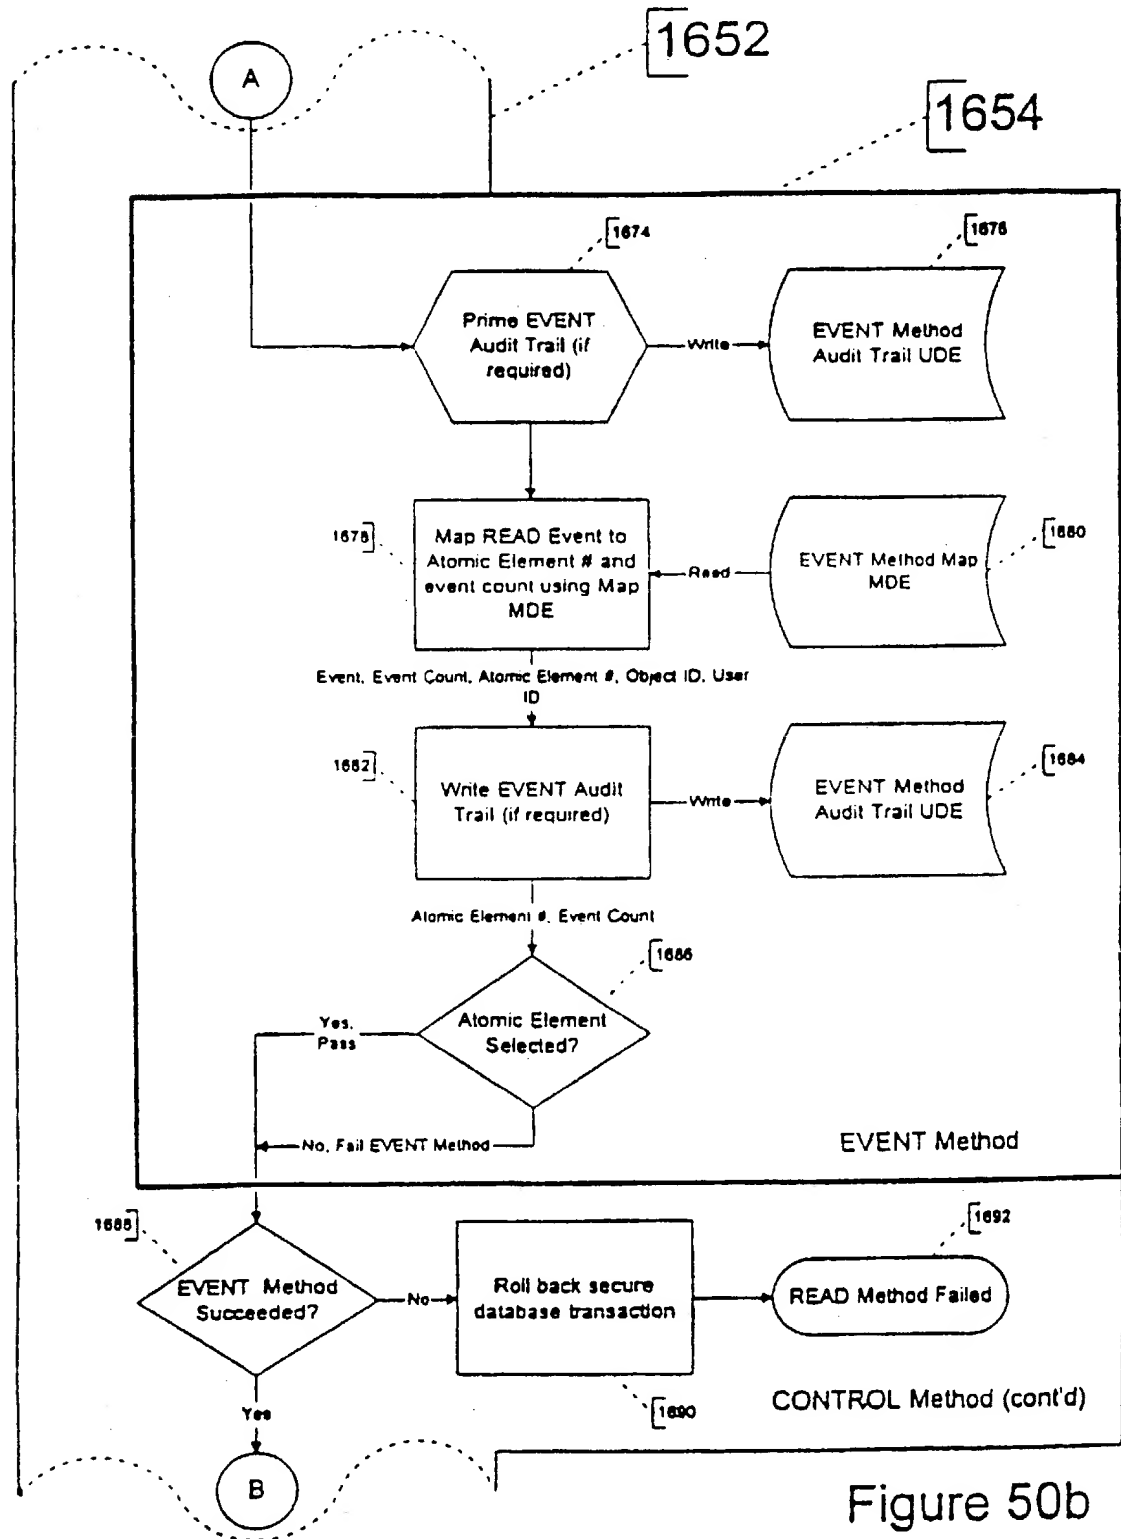 1652
A
1654
1674
1676
Prime EVENT
Audit Trail (if
required)
Write
EVENT Method
Audit Trail UDE
1678
Map READ Event to
Atomic Element # and
event count using Map
MDE
Read
EVENT Method Map
MDE
1680
Event, Event Count, Atomic Element #, Object ID, User
ID
1682
Write EVENT Audit
Trail (if required)
Write
EVENT Method
Audit Trail UDE
1684
Atomic Element #, Event Count
1686
Atomic Element
Selected?
Yes,
Pass
No, Fail EVENT Method
EVENT Method
1688
EVENT Method
Succeeded?
No
Roll back secure
database transaction
1692
READ Method Failed
1690
Yes
CONTROL Method (cont'd)
B
Figure 50b